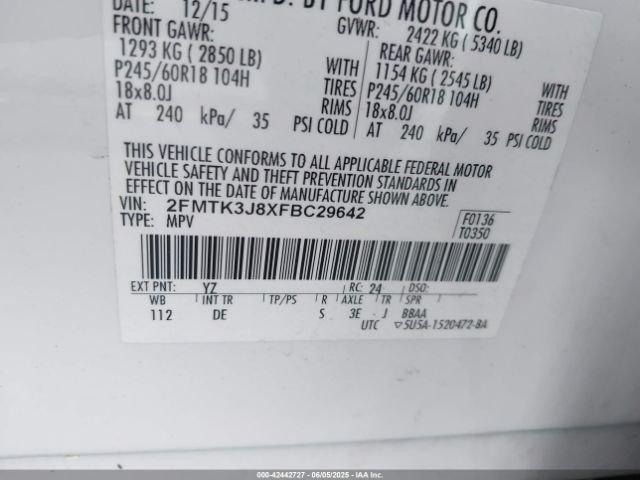 MFD. BY FORD MOTOR CO.
DATE: 12/15 GVWR: 2422 KG ( 5340 LB)
FRONT GAWR: REAR GAWR:
1293 KG ( 2850 LB) WITH 1154 KG ( 2545 LB) WITH
P245/60R18 104H TIRES P245/60R18 104H TIRES
18x8.0J RIMS 18x8.0J RIMS
AT 240 kPa/ 35 PSI COLD AT 240 kPa/ 35 PSI COLD
THIS VEHICLE CONFORMS TO ALL APPLICABLE FEDERAL MOTOR
VEHICLE SAFETY AND THEFT PREVENTION STANDARDS IN
EFFECT ON THE DATE OF MANUFACTURE SHOWN ABOVE.
VIN: 2FMTK3J8XFBC29642 F0136
TYPE: MPV T0350
EXT PNT: YZ RC: 24 DSO:
WB INT TR TP/PS R AXLE TR SPR
112 DE S 3E J BBAA
UTC ▽5U5A-1520472-BA
000-42442727 - 06/05/2025 - IAAI.COM